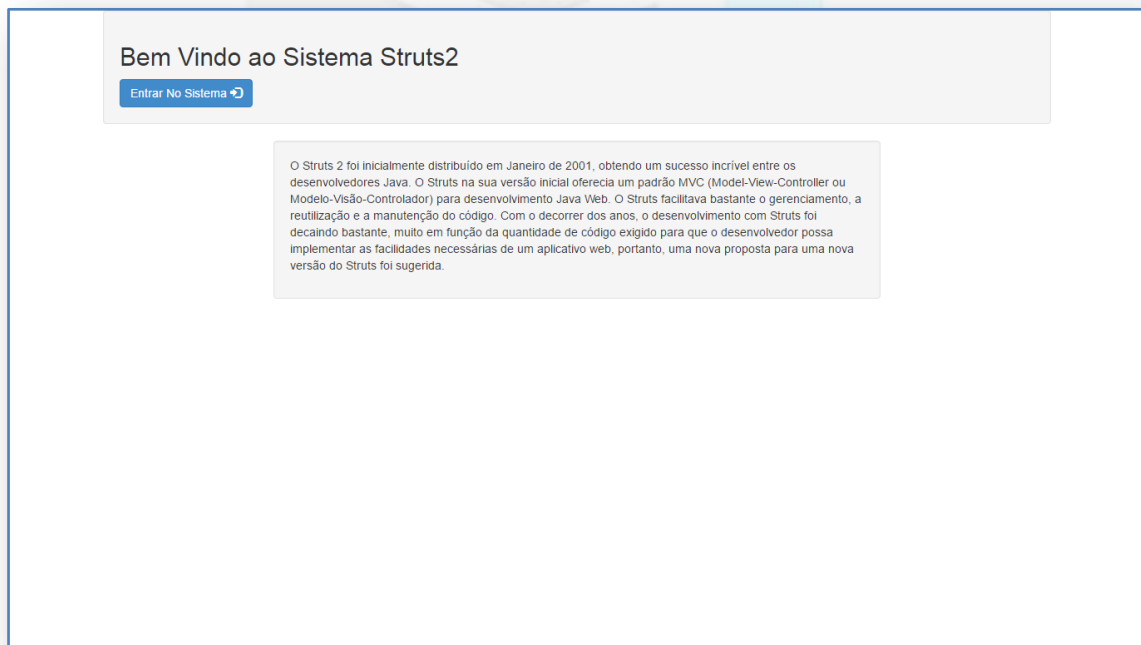 Bem Vindo ao Sistema Struts2
Entrar No Sistema
O Struts 2 foi inicialmente distribuído em Janeiro de 2001, obtendo um sucesso incrível entre os
desenvolvedores Java. O Struts na sua versão inicial oferecia um padrão MVC (Model-View-Controller ou
Modelo-Visão-Controlador) para desenvolvimento Java Web. O Struts facilitava bastante o gerenciamento, a
reutilização e a manutenção do código. Com o decorrer dos anos, o desenvolvimento com Struts foi
decaindo bastante, muito em função da quantidade de código exigido para que o desenvolvedor possa
implementar as facilidades necessárias de um aplicativo web, portanto, uma nova proposta para uma nova
versão do Struts foi sugerida.